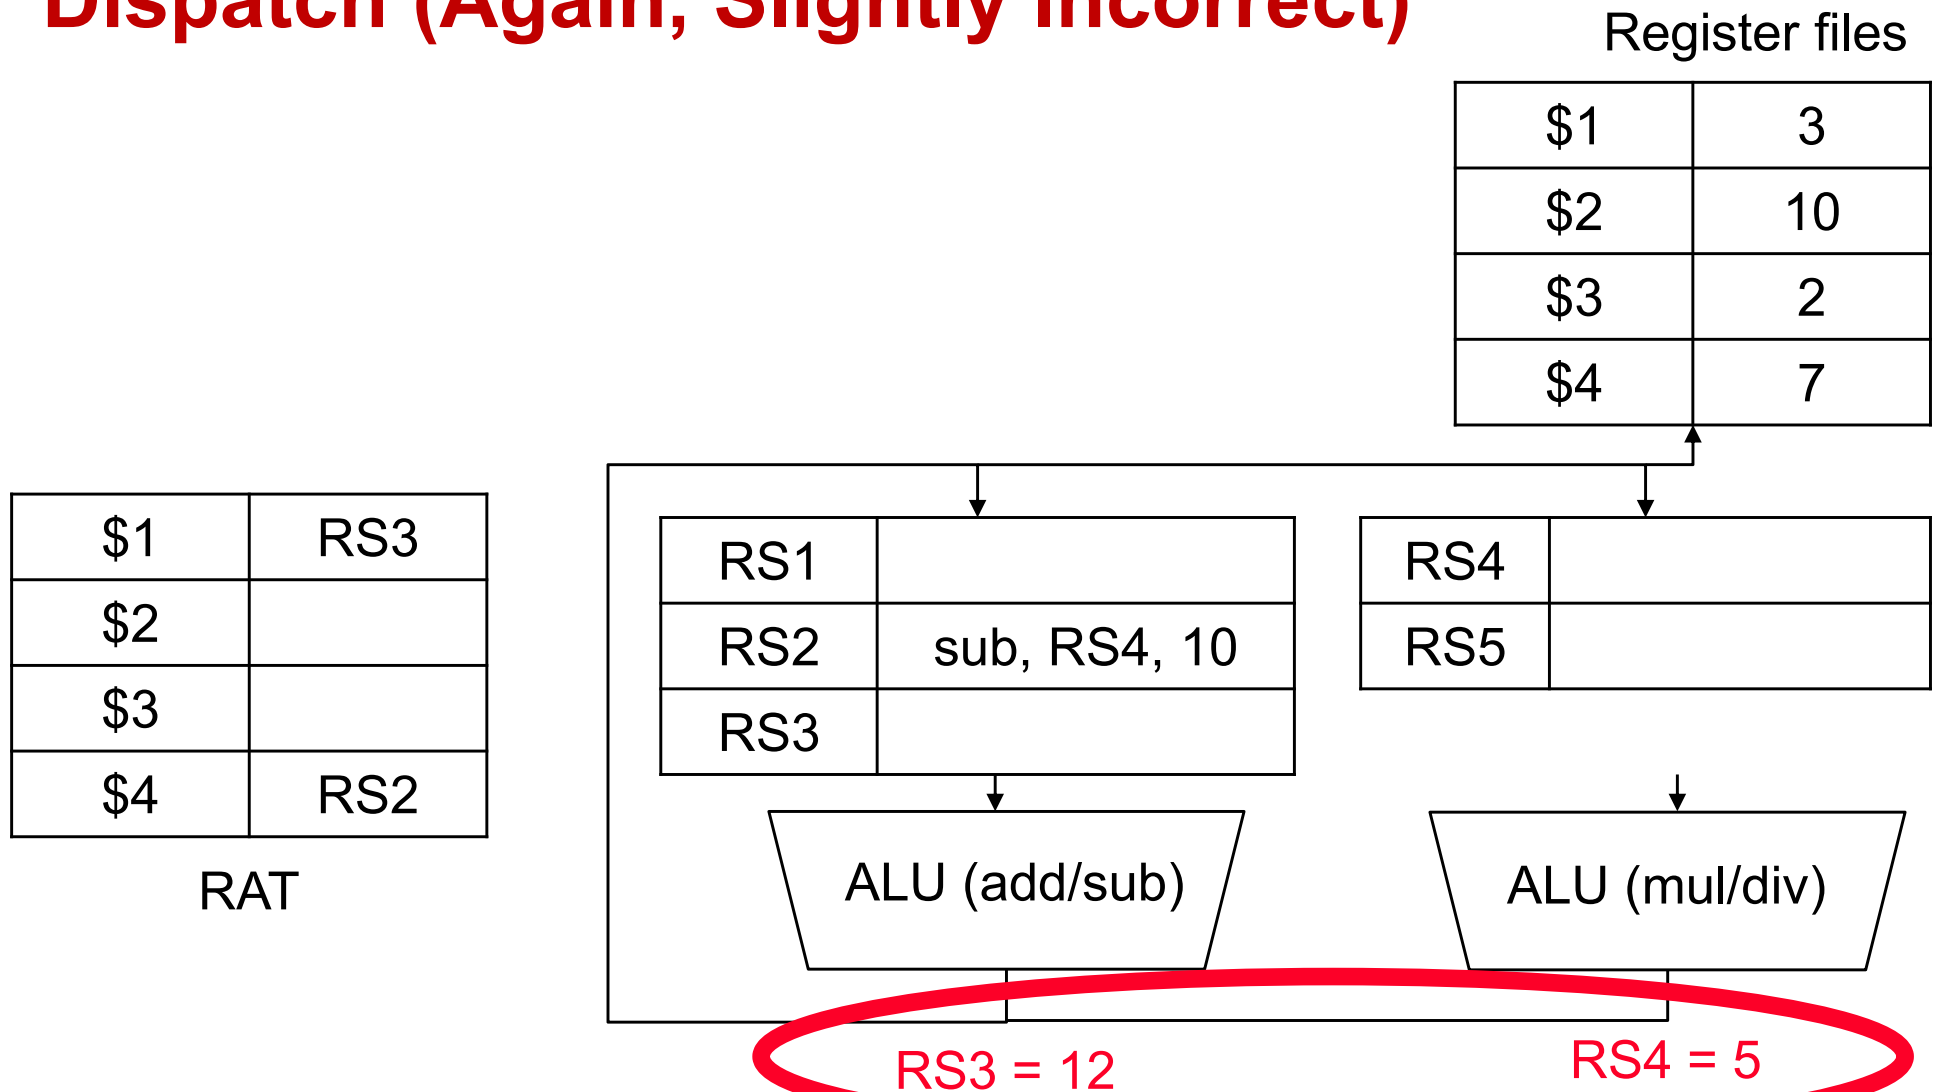 Dispatch (Again, Slightly Incorrect)
Register files
$1 3
$2 10
$3 2
$4 7
$1 RS3
$2
$3
$4 RS2
RAT
RS1
RS2 sub, RS4, 10
RS3
RS4
RS5
ALU (add/sub)
ALU (mul/div)
RS3 = 12
RS4 = 5